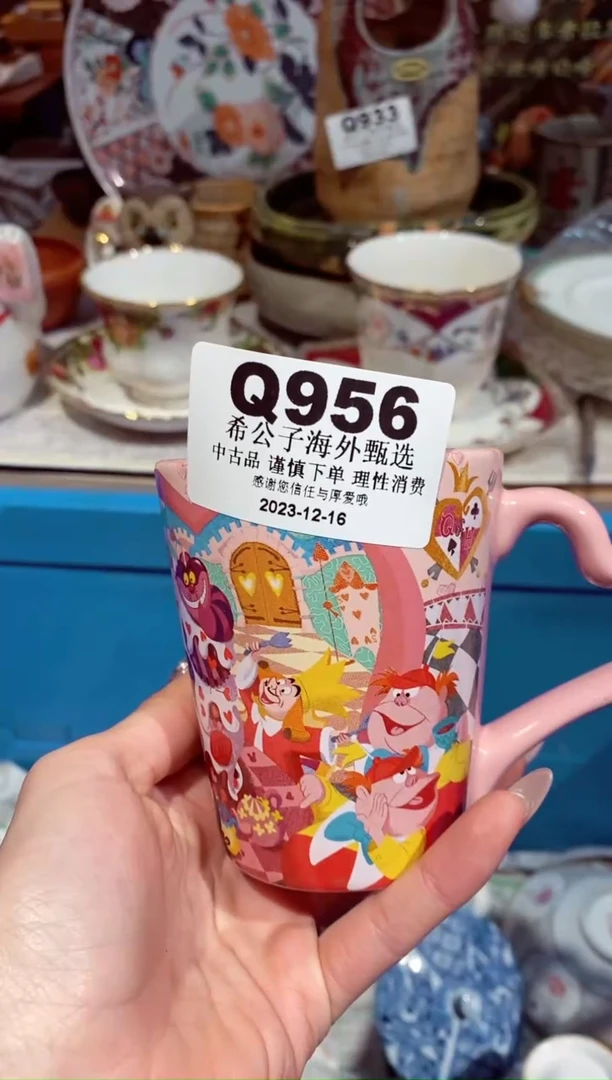 Q933
Q956
希公子海外甄选
中古品 谨慎下单 理性消费
感谢您信任与厚爱哦
2023-12-16